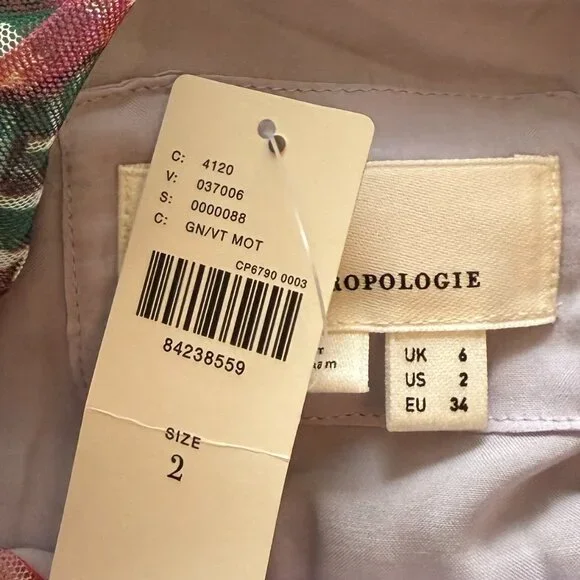 C: 4120
V: 037006
S: 0000088
C: GN/VT MOT
CP6790 0003
84238559
SIZE
2
ROPOLOGIE
UK 6
US 2
EU 34